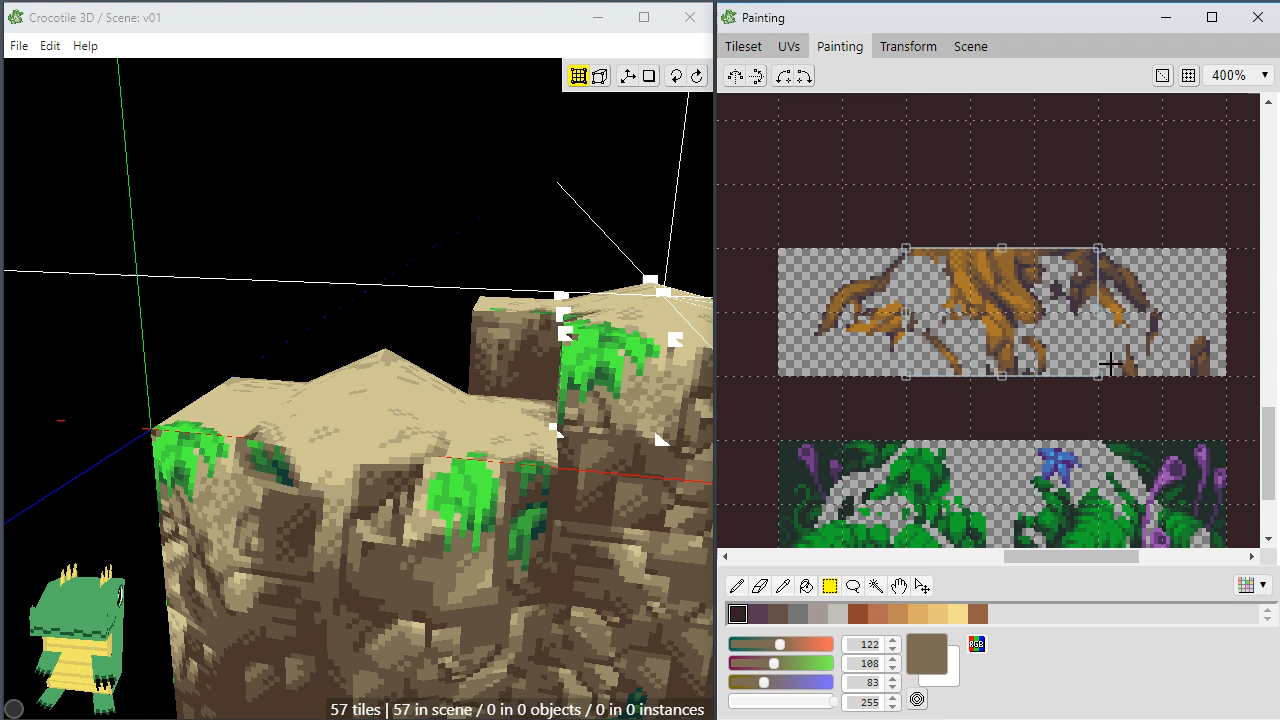 Crocotile 3D / Scene: v01
File Edit Help
57 tiles | 57 in scene / 0 in 0 objects / 0 in 0 instances
Painting
Tileset UVs Painting Transform Scene
400%
122
108
83
255
RGB